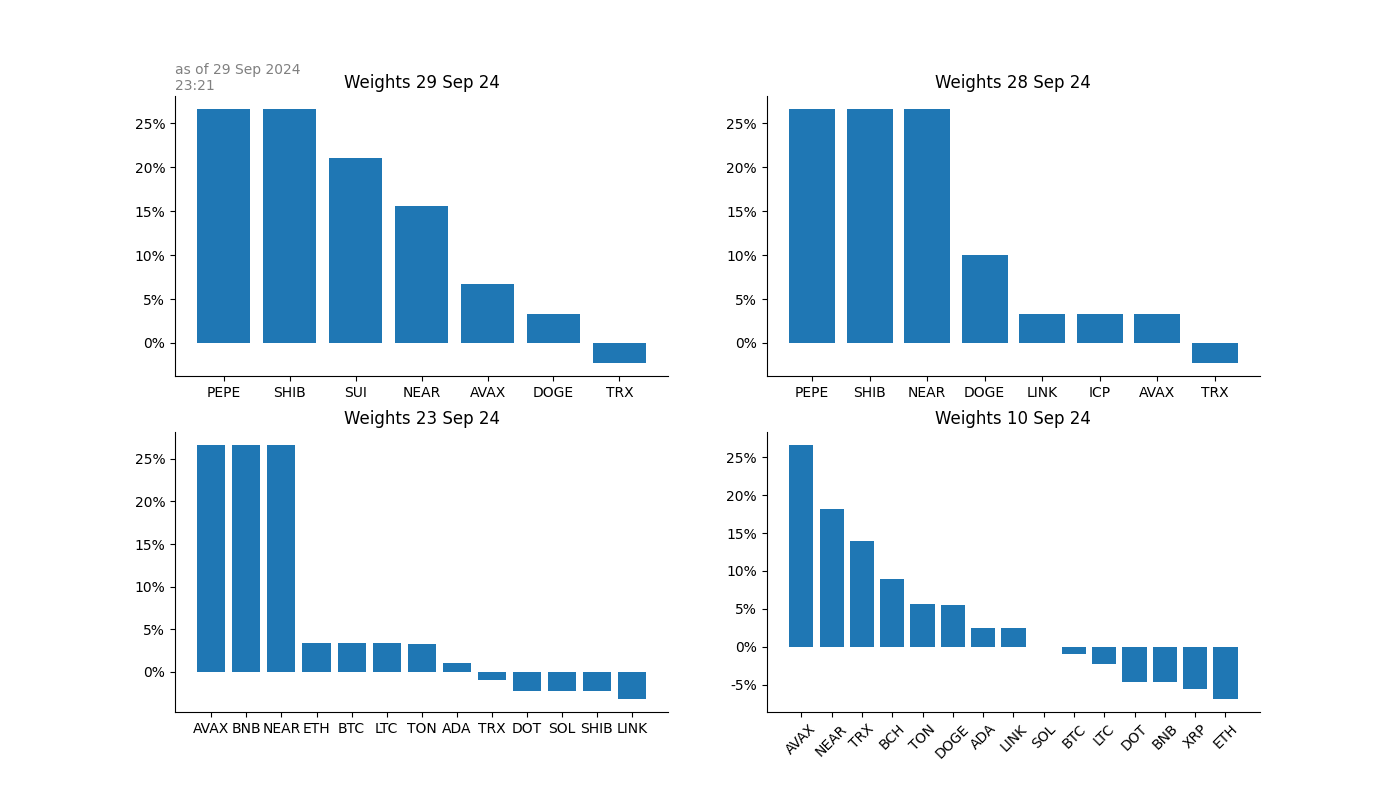 as of 29 Sep 2024
23:21
Weights 29 Sep 24
25%
20%
15%
10%
5%
0%
PEPE SHIB SUI NEAR AVAX DOGE TRX
Weights 28 Sep 24
25%
20%
15%
10%
5%
0%
PEPE SHIB NEAR DOGE LINK ICP AVAX TRX
Weights 23 Sep 24
25%
20%
15%
10%
5%
0%
AVAX BNB NEAR ETH BTC LTC TON ADA TRX DOT SOL SHIB LINK
Weights 10 Sep 24
25%
20%
15%
10%
5%
0%
-5%
AVAX NEAR TRX BCH TON DOGE ADA LINK SOL BTC LTC DOT BNB XRP ETH